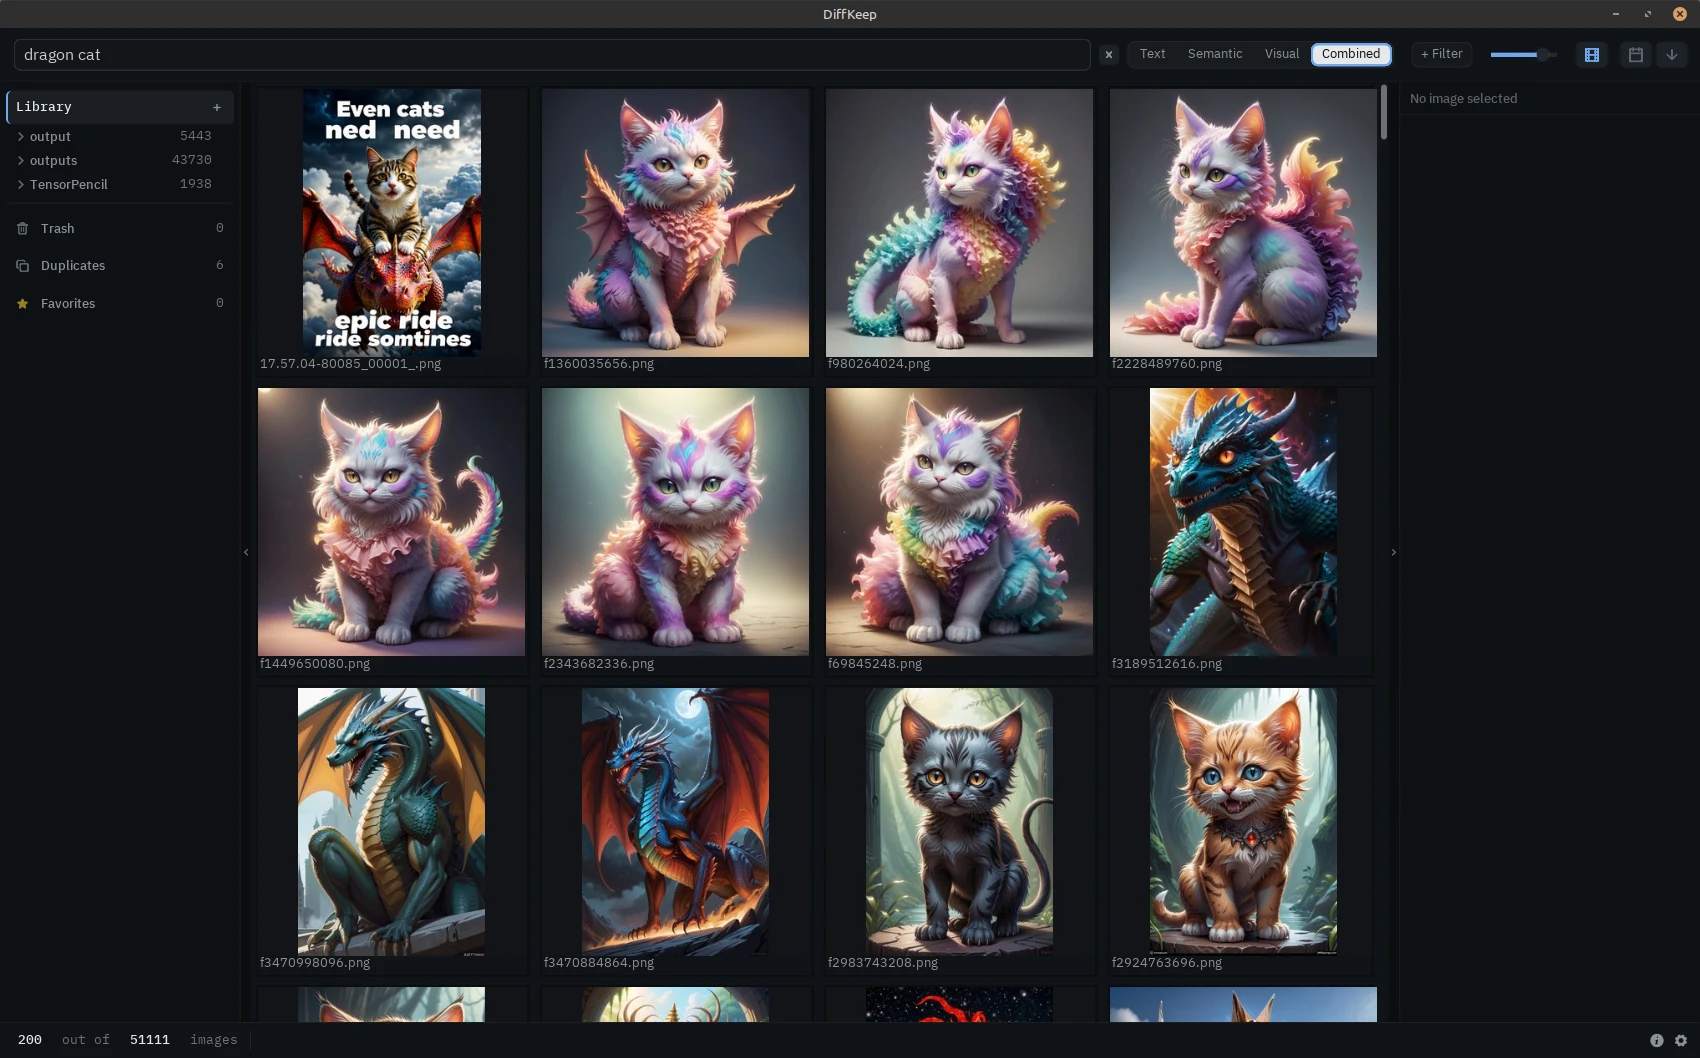 DiffKeep
dragon cat
Text Semantic Visual Combined + Filter
Library +
output 5443
outputs 43730
TensorPencil 1938
Trash 0
Duplicates 6
Favorites 0
Even cats
ned need
epic ride
ride somtines
17.57.04-80085_00001_.png
f1360035656.png
f980264024.png
f2228489760.png
f1449650080.png
f2343682336.png
f69845248.png
f3189512616.png
f3470998096.png
f3470884864.png
f2983743208.png
f2924763696.png
No image selected
200 out of 51111 images